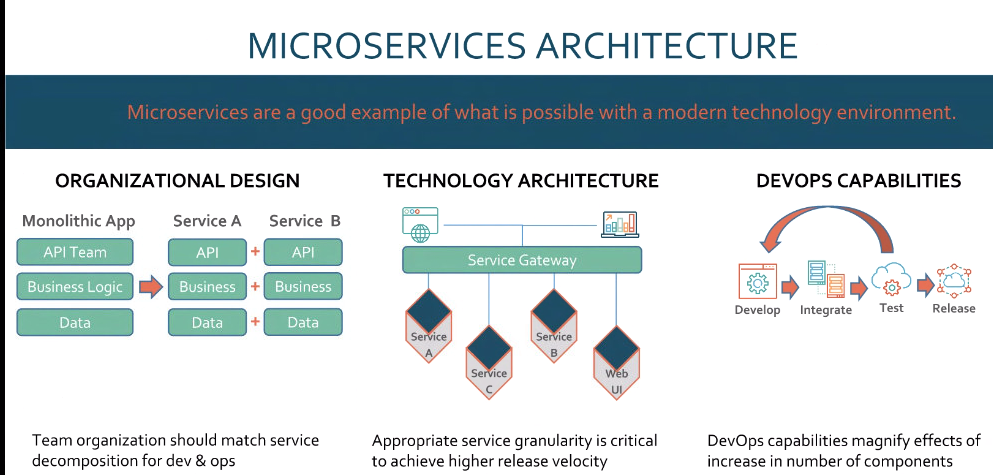 MICROSERVICES ARCHITECTURE
Microservices are a good example of what is possible with a modern technology environment.
ORGANIZATIONAL DESIGN
Monolithic App Service A Service B
API Team API + API
Business Logic Business + Business
Data Data + Data
Team organization should match service
decomposition for dev & ops
TECHNOLOGY ARCHITECTURE
Service Gateway
Service
A
Service
C
Service
B
Web
UI
Appropriate service granularity is critical
to achieve higher release velocity
DEVOPS CAPABILITIES
Develop Integrate Test Release
DevOps capabilities magnify effects of
increase in number of components